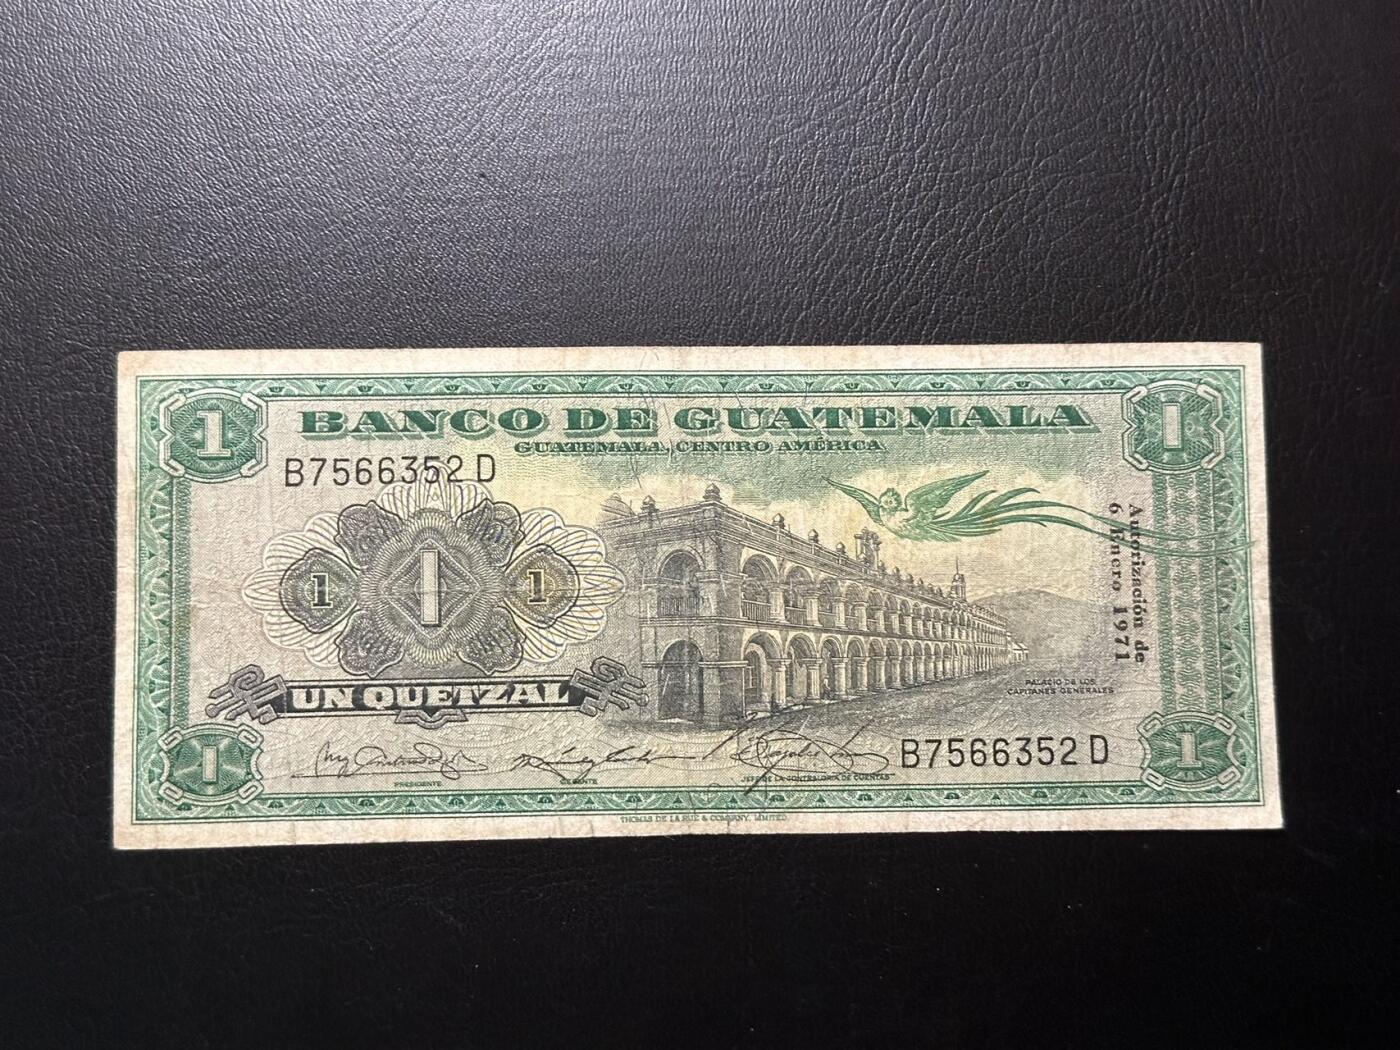 1
BANCO DE GUATEMALA
1
GUATEMALA, CENTRO AMÉRICA
B7566352 D
Autorización de
6 Enero 1971
1
1
1
UN QUETZAL
PALACIO DE LOS
CAPITANES GENERALES
B7566352 D
1
PRESIDENTE
GERENTE
JEFE DE LA CONTRALORIA DE CUENTAS
1
THOMAS DE LA RUE & COMPANY, LIMITED.